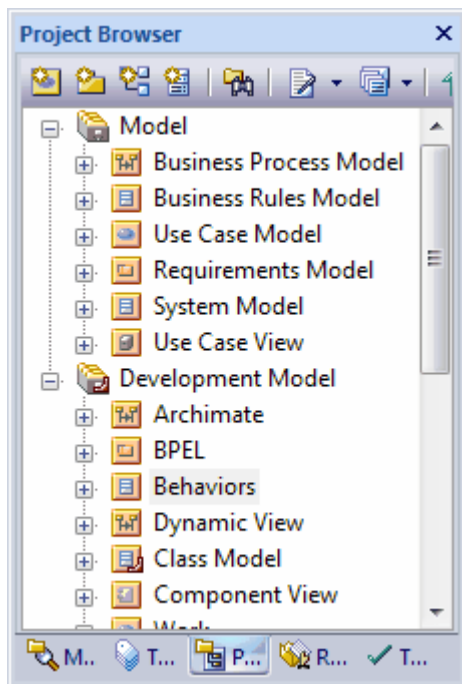 Project Browser
Model
Business Process Model
Business Rules Model
Use Case Model
Requirements Model
System Model
Use Case View
Development Model
Archimate
BPEL
Behaviors
Dynamic View
Class Model
Component View
Work
M.. T... P... R... T...